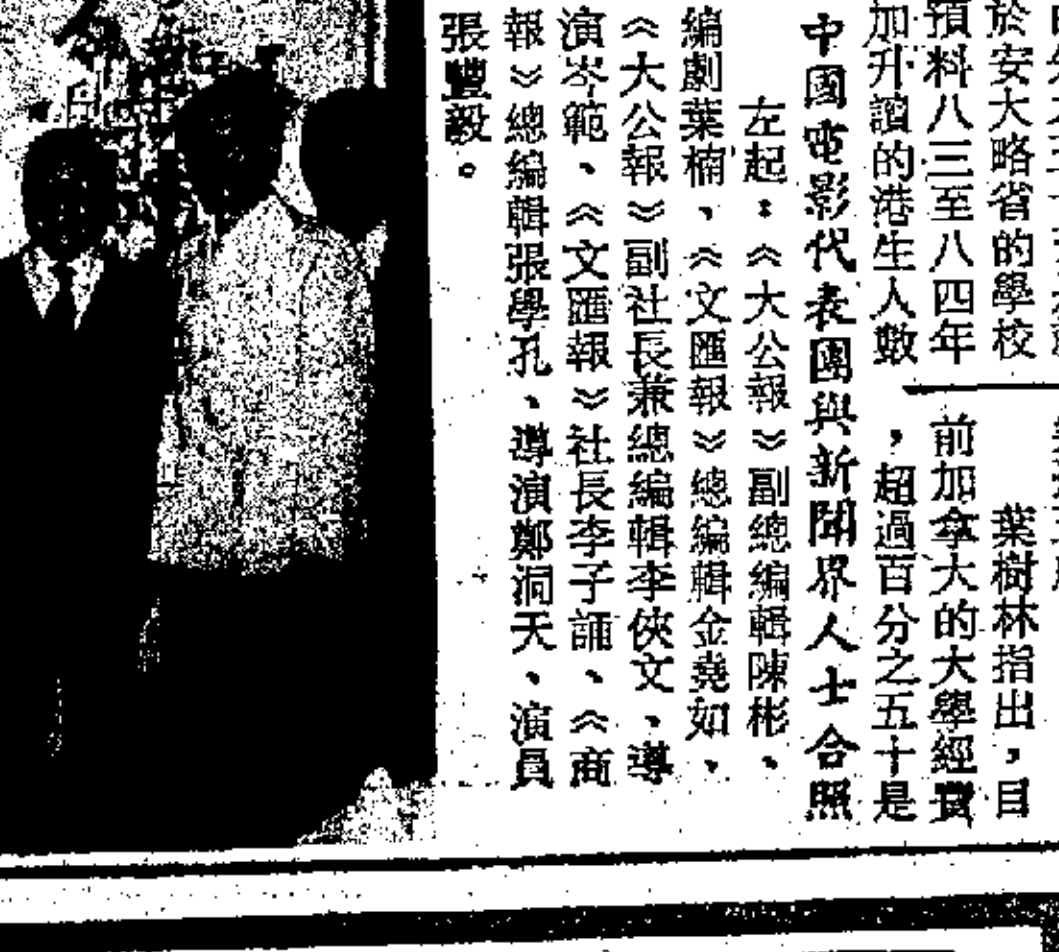 於安大略省的學校
預料八三至八四年
加升讀的港生人數
葉樹林指出，目
前加拿大的大學經費
，超過百分之五十是
中國電影代表團與新聞界人士合照
左起：《大公報》副總編輯陳彬、
編劇葉楠，《文匯報》總編輯金堯如，
《大公報》副社長兼總編輯李俠文、導
演岑範、《文匯報》社長李子誦、《商
報》總編輯張學孔、導演鄭洞天、演員
張豐毅。